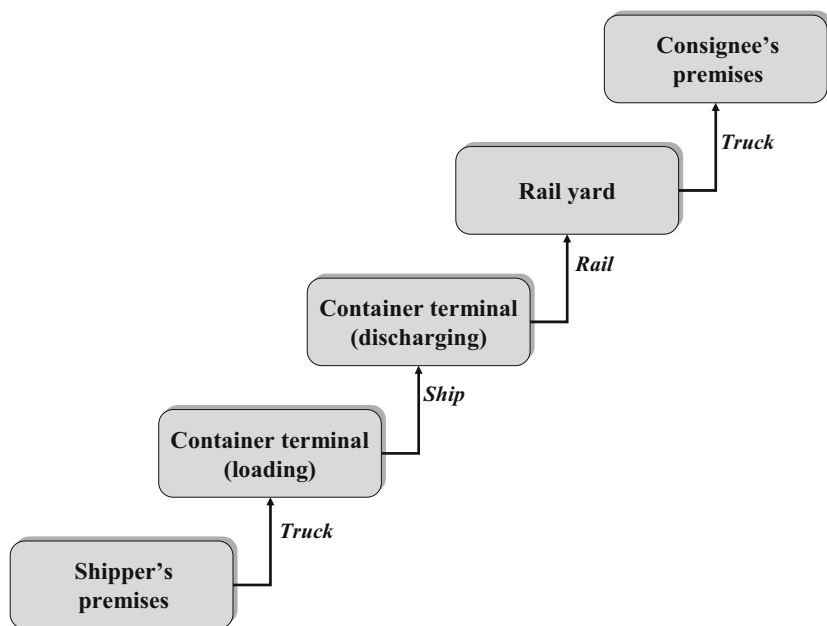 Consignee’s
premises
Truck
Rail yard
Rail
Container terminal
(discharging)
Ship
Container terminal
(loading)
Truck
Shipper’s
premises